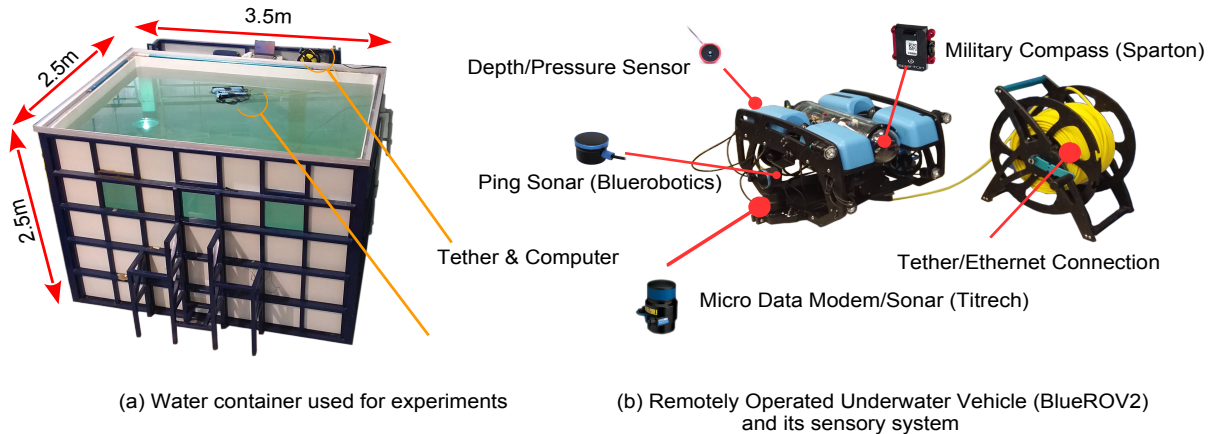 3.5m
2.5m
2.5m
Tether & Computer
(a) Water container used for experiments
Depth/Pressure Sensor
Military Compass (Sparton)
Ping Sonar (Bluerobotics)
Tether/Ethernet Connection
Micro Data Modem/Sonar (Titrech)
(b) Remotely Operated Underwater Vehicle (BlueROV2)
and its sensory system